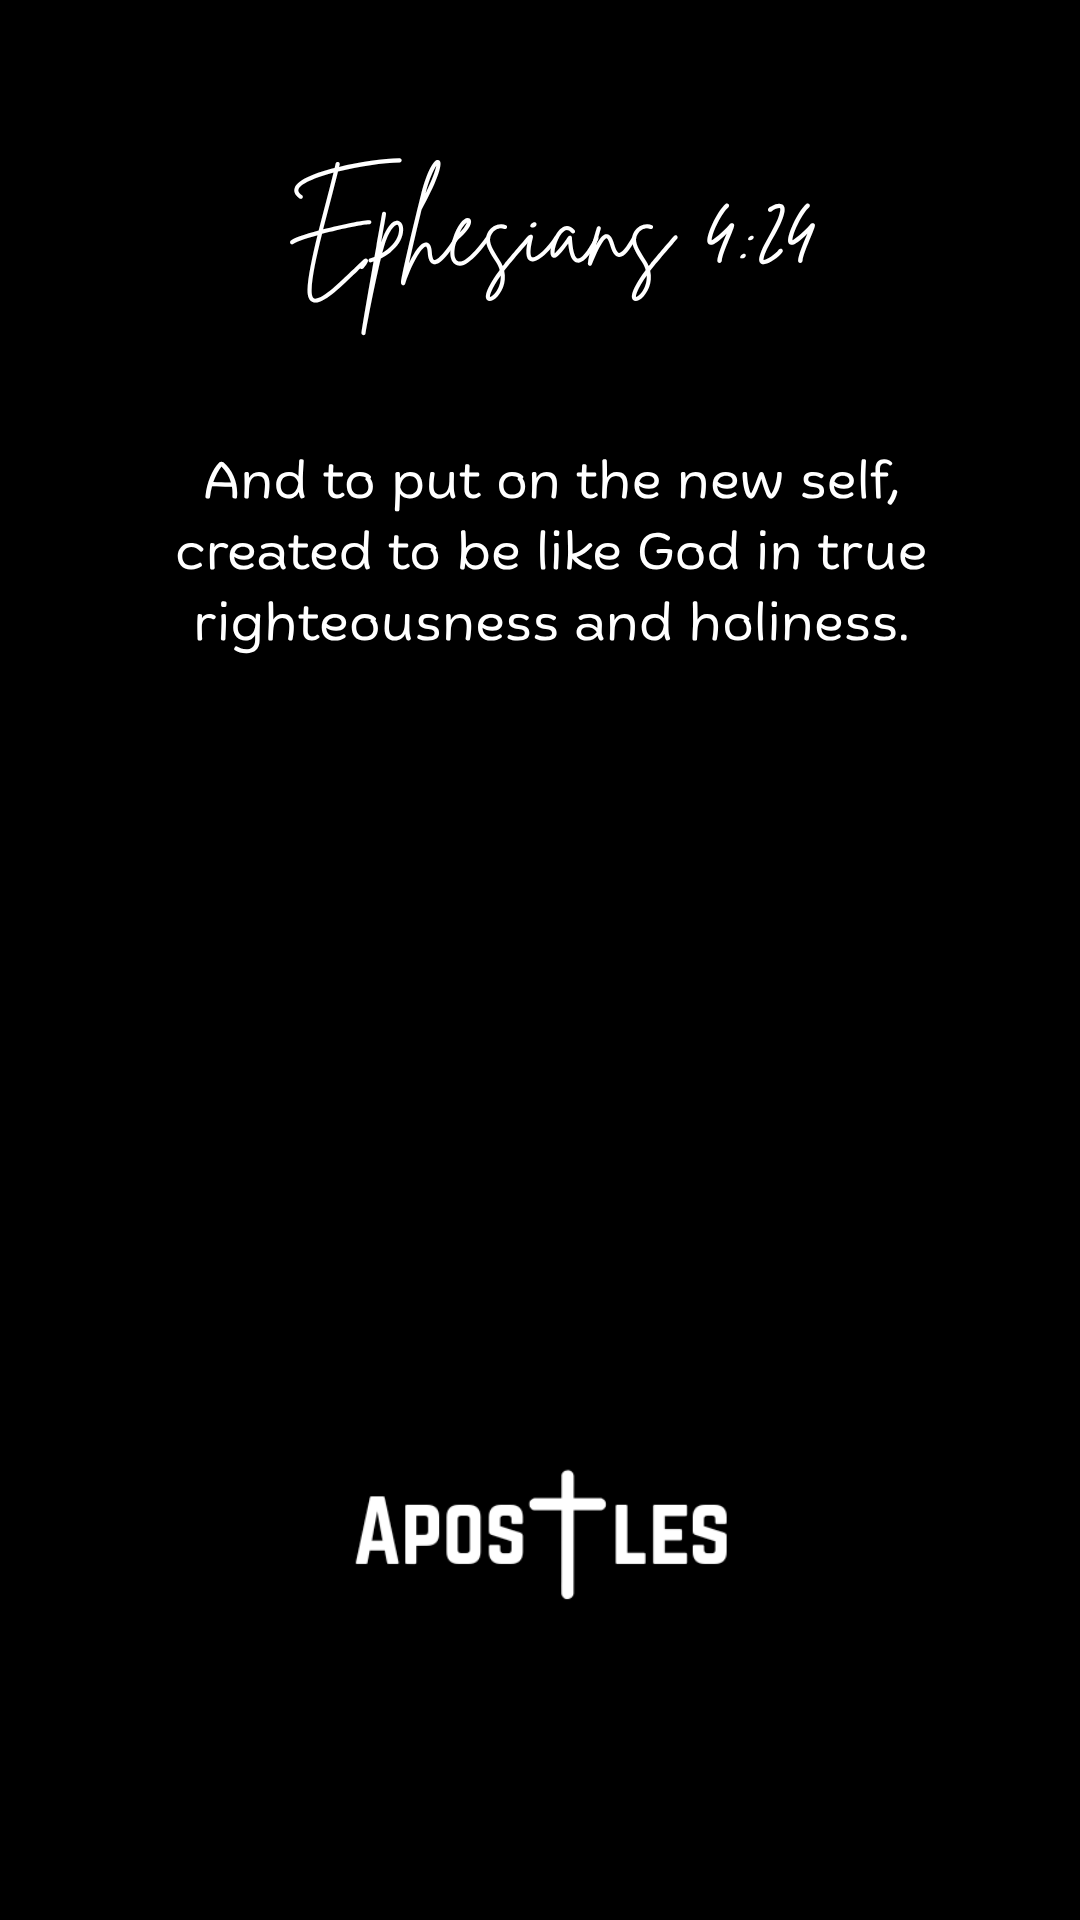 Ephesians 4:24
And to put on the new self,
created to be like God in true
righteousness and holiness.
APOSTLES